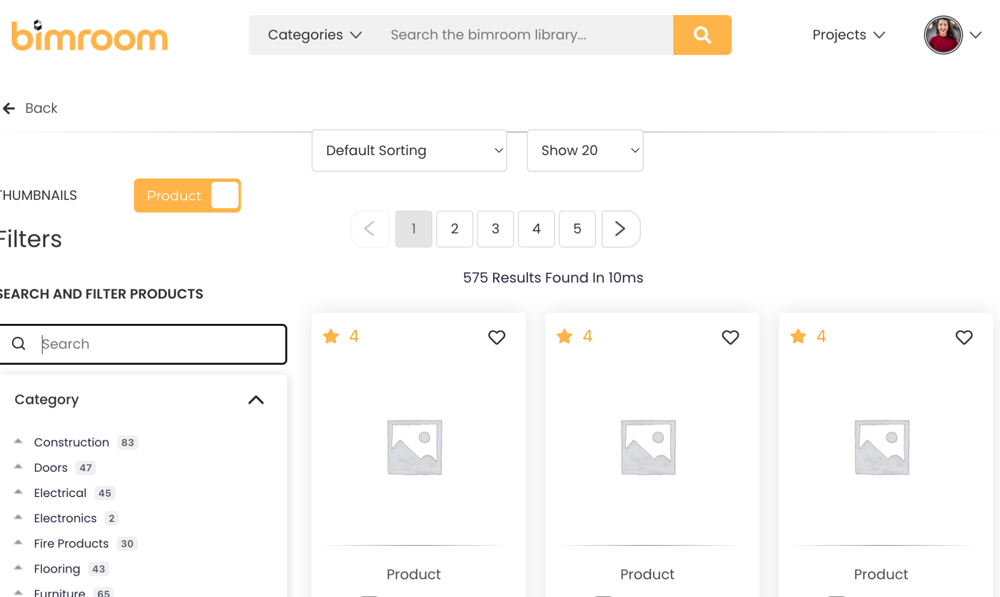 bimroom
Categories
Search the bimroom library...
Projects
Back
Default Sorting
Show 20
THUMBNAILS
Product
1
2
3
4
5
Filters
575 Results Found In 10ms
SEARCH AND FILTER PRODUCTS
Search
4
4
4
Category
Construction 83
Doors 47
Electrical 45
Electronics 2
Fire Products 30
Flooring 43
Furniture 65
Product
Product
Product